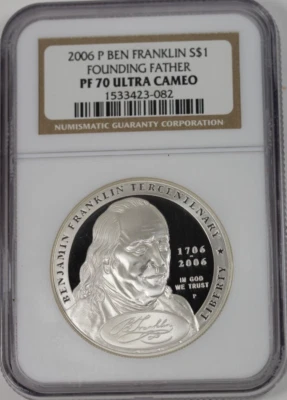 2006 P BEN FRANKLIN S$1
FOUNDING FATHER
PF 70 ULTRA CAMEO
1533423-082
NUMISMATIC GUARANTY CORPORATION
BENJAMIN FRANKLIN TERCENTENARY
1706
2006
IN GOD
WE TRUST
P
LIBERTY
B Franklin